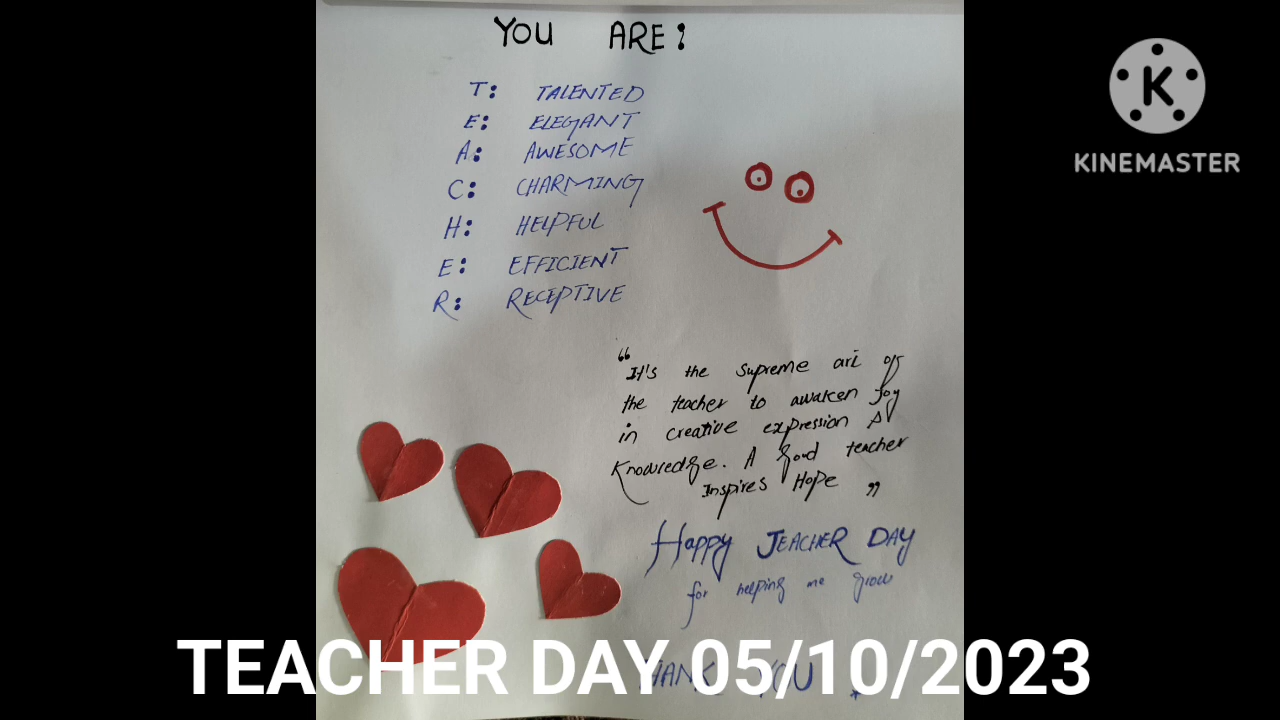 YOU ARE:
T: TALENTED
E: ELEGANT
A: AWESOME
C: CHARMING
H: HELPFUL
E: EFFICIENT
R: RECEPTIVE
K
KINEMASTER
“It's the supreme art of
the teacher to awaken joy
in creative expression &
Knowledge. A good teacher
Inspires Hope ”
Happy TEACHER DAY
for helping me grow
THANK YOU
TEACHER DAY 05/10/2023